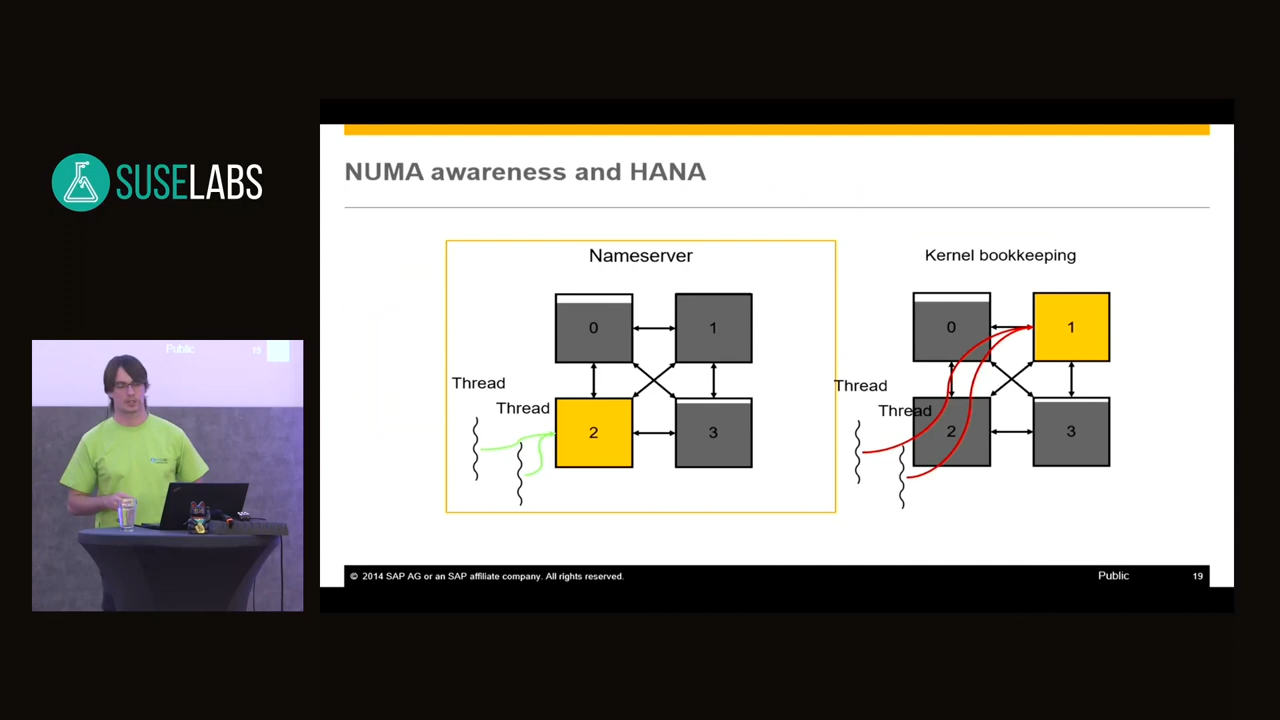 SUSELABS
NUMA awareness and HANA
Nameserver
0
1
2
3
Thread
Thread
Kernel bookkeeping
0
1
2
3
Thread
Thread
© 2014 SAP AG or an SAP affiliate company. All rights reserved.
Public
19
Public